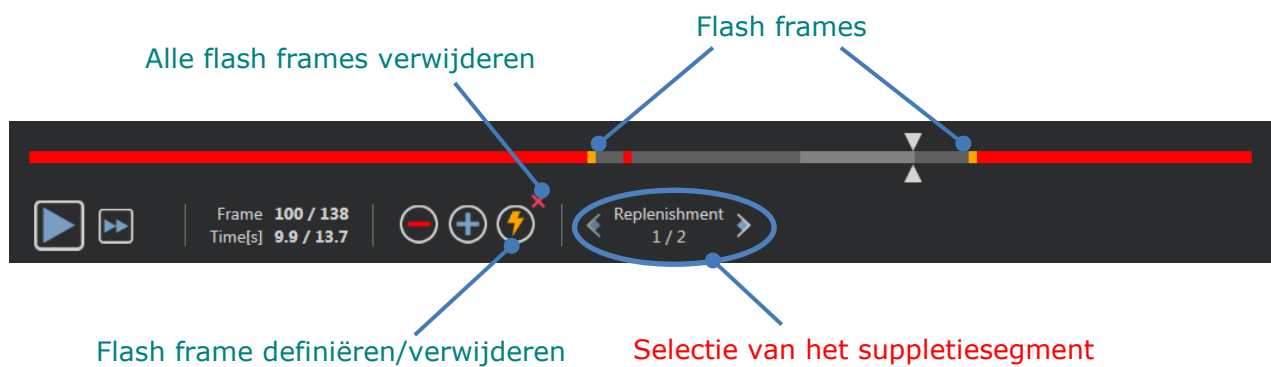 Flash frames
Alle flash frames verwijderen
Frame 100 / 138
Time[s] 9.9 / 13.7
Replenishment
1 / 2
Flash frame definiëren/verwijderen
Selectie van het suppletiesegment